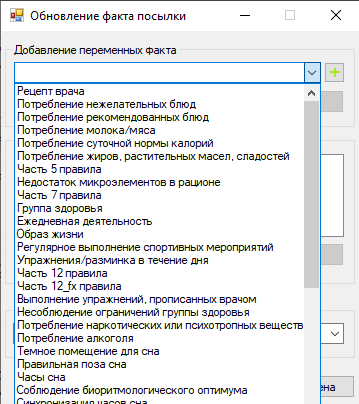 Обновление факта посылки
Добавление переменных факта
Рецепт врача
Потребление нежелательных блюд
Потребление рекомендованных блюд
Потребление молока/мяса
Потребление суточной нормы калорий
Потребление жиров, растительных масел, сладостей
Часть 5 правила
Недостаток микроэлементов в рационе
Часть 7 правила
Группа здоровья
Ежедневная деятельность
Образ жизни
Регулярное выполнение спортивных мероприятий
Упражнения/разминка в течение дня
Часть 12 правила
Часть 12_fx правила
Выполнение упражнений, прописанных врачом
Несоблюдение ограничений группы здоровья
Потребление наркотических или психотропных веществ
Потребление алкоголя
Темное помещение для сна
Правильная поза сна
Часы сна
Соблюдение биоритмологического оптимума
Синхронизация часов сна
ена